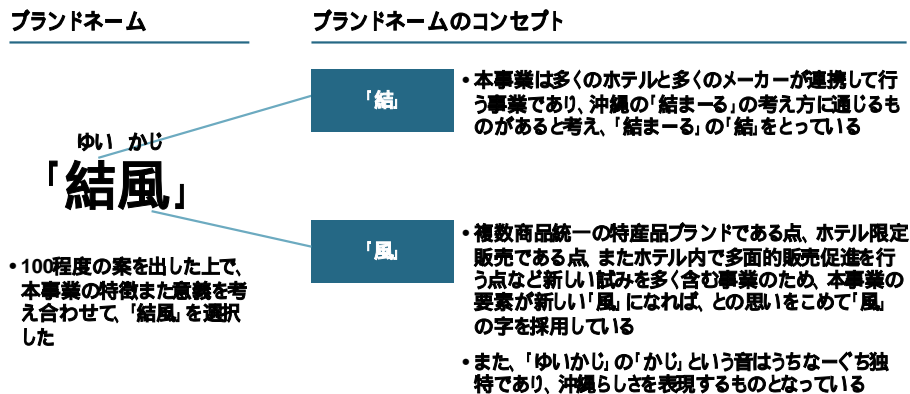 ブランドネーム
ブランドネームのコンセプト
ゆい かじ
「結風」
•100程度の案を出した上で、
本事業の特徴また意義を考
え合わせて、「結風」を選択
した
「結」
•本事業は多くのホテルと多くのメーカーが連携して行
う事業であり、沖縄の「結まーる」の考え方に通じるも
のがあると考え、「結まーる」の「結」をとっている
「風」
•複数商品統一の特産品ブランドである点、ホテル限定
販売である点、またホテル内で多面的販売促進を行
う点など新しい試みを多く含む事業のため、本事業の
要素が新しい「風」になれば、との思いをこめて「風」
の字を採用している
•また、「ゆいかじ」の「かじ」という音はうちなーぐち独
特であり、沖縄らしさを表現するものとなっている